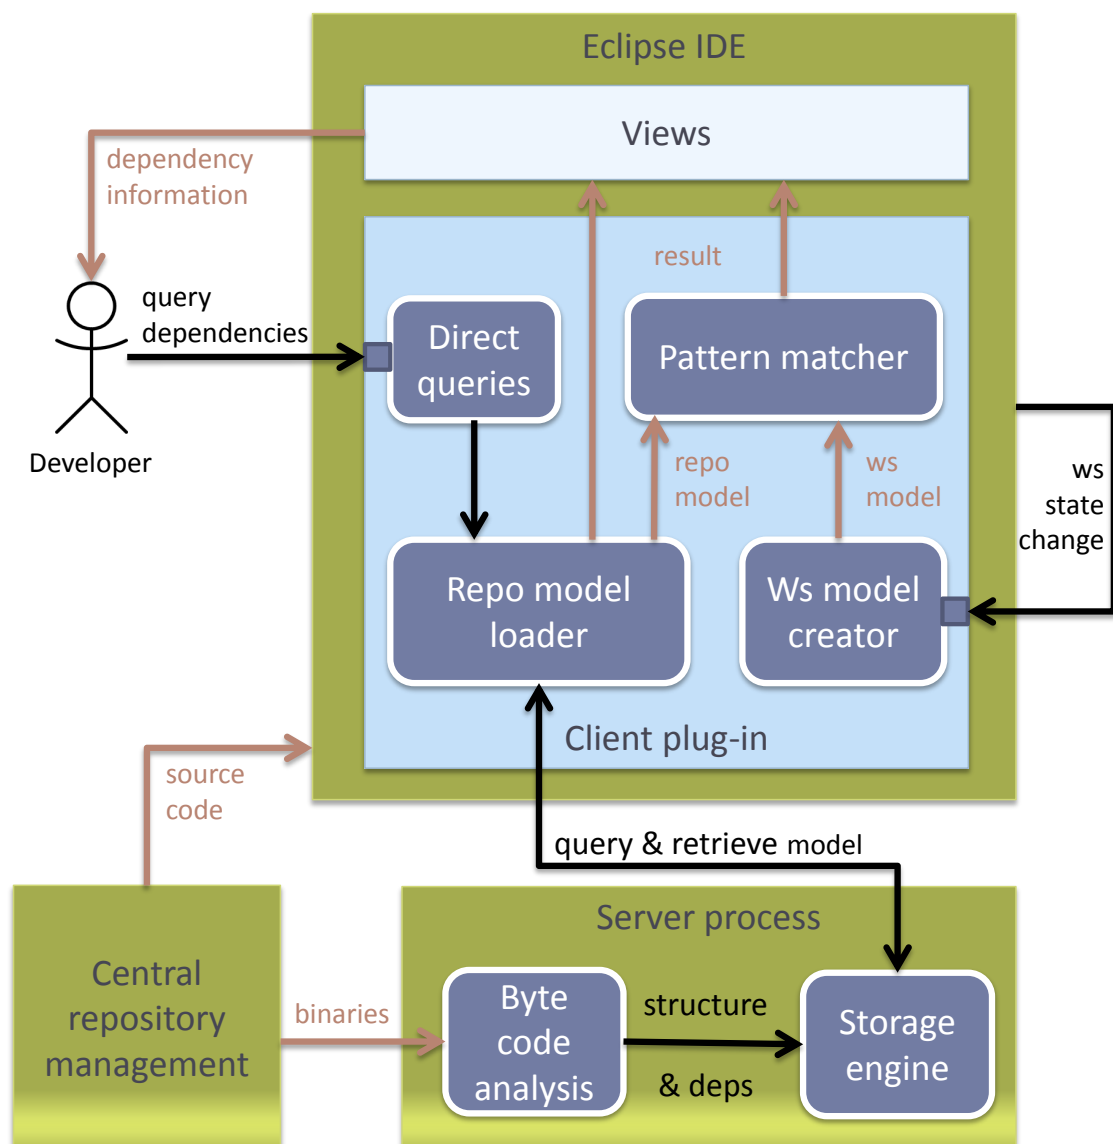 Eclipse IDE
Views
dependency
information
result
query
dependencies
Direct
queries
Pattern matcher
Developer
repo
model
ws
model
ws
state
change
Repo model
loader
Ws model
creator
Client plug-in
source
code
query & retrieve model
Server process
Central
repository
management
binaries
Byte
code
analysis
structure
& deps
Storage
engine